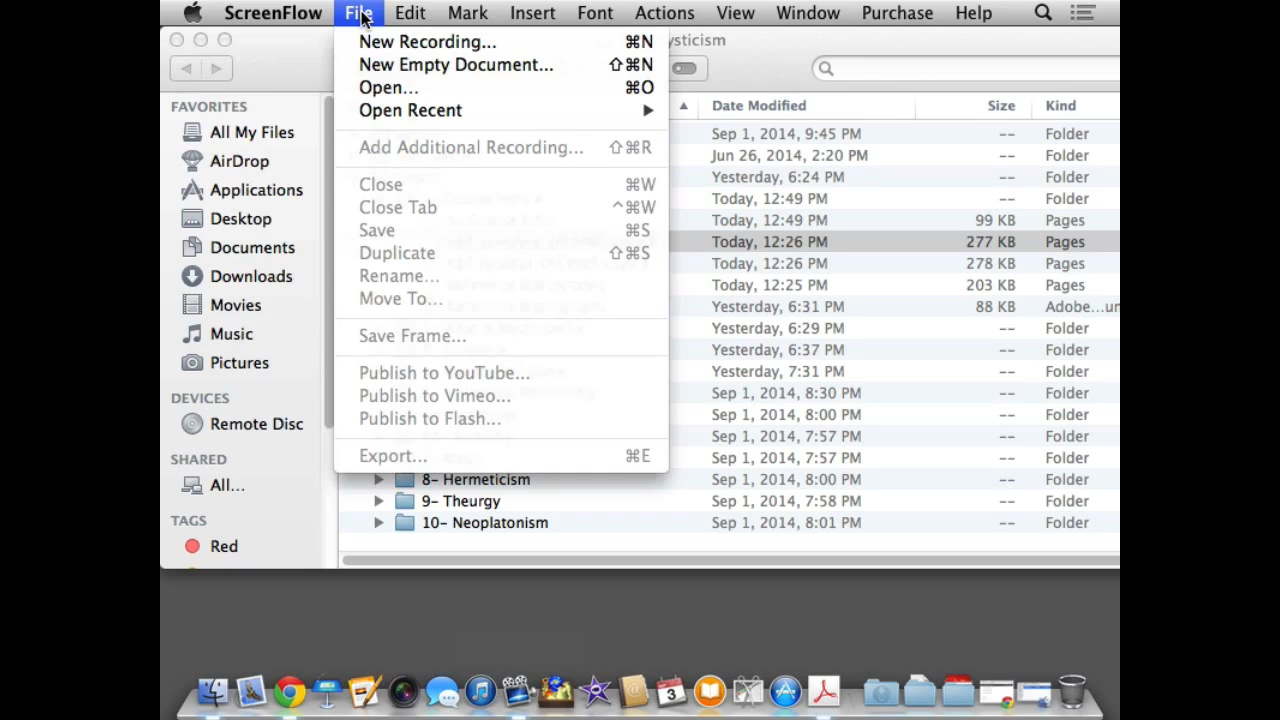 ScreenFlow File Edit Mark Insert Font Actions View Window Purchase Help
New Recording... ⌘N
New Empty Document... ⇧⌘N
Open... ⌘O
Open Recent
Add Additional Recording... ⇧⌘R
Close ⌘W
Close Tab ^⌘W
Save ⌘S
Duplicate ⇧⌘S
Rename...
Move To...
Save Frame...
Publish to YouTube...
Publish to Vimeo...
Publish to Flash...
Export... ⌘E
ysticism
FAVORITES
All My Files
AirDrop
Applications
Desktop
Documents
Downloads
Movies
Music
Pictures
DEVICES
Remote Disc
SHARED
All...
TAGS
Red
Date Modified Size Kind
Sep 1, 2014, 9:45 PM -- Folder
Jun 26, 2014, 2:20 PM -- Folder
Yesterday, 6:24 PM -- Folder
Today, 12:49 PM -- Folder
Today, 12:49 PM 99 KB Pages
Today, 12:26 PM 277 KB Pages
Today, 12:26 PM 278 KB Pages
Today, 12:25 PM 203 KB Pages
Yesterday, 6:31 PM 88 KB Adobe...un
Yesterday, 6:29 PM -- Folder
Yesterday, 6:37 PM -- Folder
Yesterday, 7:31 PM -- Folder
Sep 1, 2014, 8:30 PM -- Folder
Sep 1, 2014, 8:00 PM -- Folder
Sep 1, 2014, 7:57 PM -- Folder
Sep 1, 2014, 7:57 PM -- Folder
8- Hermeticism Sep 1, 2014, 8:00 PM -- Folder
9- Theurgy Sep 1, 2014, 7:58 PM -- Folder
10- Neoplatonism Sep 1, 2014, 8:01 PM -- Folder
3